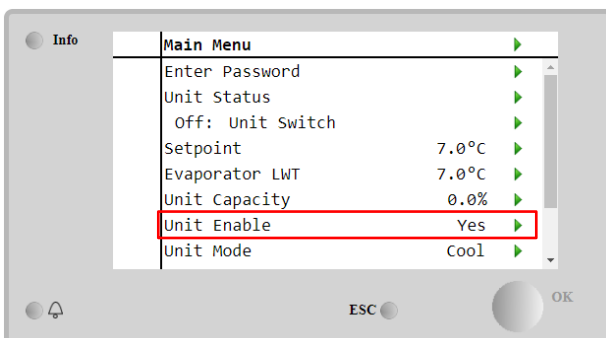 Info
Main Menu
Enter Password
Unit Status
Off: Unit Switch
Setpoint 7.0°C
Evaporator LWT 7.0°C
Unit Capacity 0.0%
Unit Enable Yes
Unit Mode Cool
ESC OK